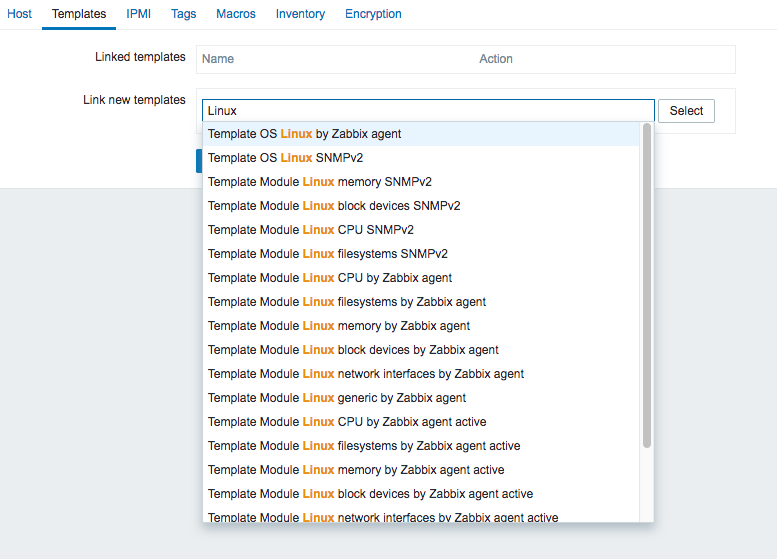 Host Templates IPMI Tags Macros Inventory Encryption
Linked templates Name Action
Link new templates Linux Select
Template OS Linux by Zabbix agent
Template OS Linux SNMPv2
Template Module Linux memory SNMPv2
Template Module Linux block devices SNMPv2
Template Module Linux CPU SNMPv2
Template Module Linux filesystems SNMPv2
Template Module Linux CPU by Zabbix agent
Template Module Linux filesystems by Zabbix agent
Template Module Linux memory by Zabbix agent
Template Module Linux block devices by Zabbix agent
Template Module Linux network interfaces by Zabbix agent
Template Module Linux generic by Zabbix agent
Template Module Linux CPU by Zabbix agent active
Template Module Linux filesystems by Zabbix agent active
Template Module Linux memory by Zabbix agent active
Template Module Linux block devices by Zabbix agent active
Template Module Linux network interfaces by Zabbix agent active